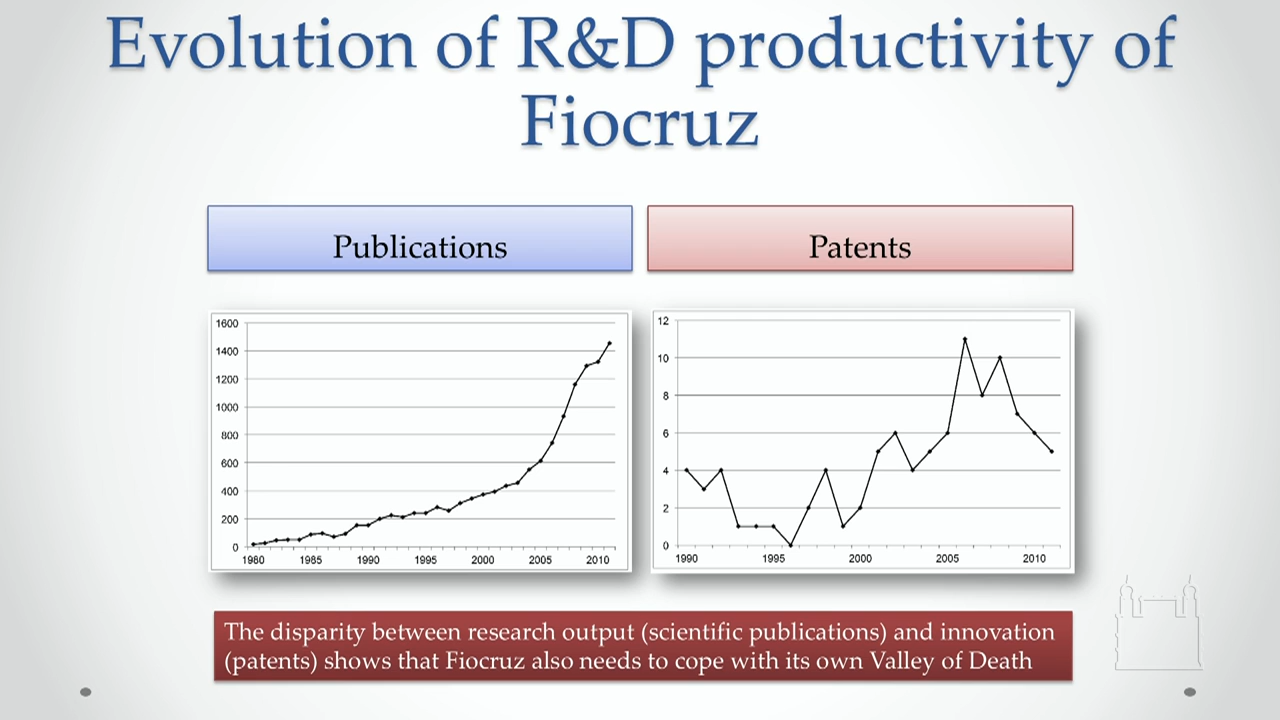 Evolution of R&D productivity of
Fiocruz
Publications
Patents
1600
1400
1200
1000
800
600
400
200
0
1980 1985 1990 1995 2000 2005 2010
12
10
8
6
4
2
0
1990 1995 2000 2005 2010
The disparity between research output (scientific publications) and innovation
(patents) shows that Fiocruz also needs to cope with its own Valley of Death